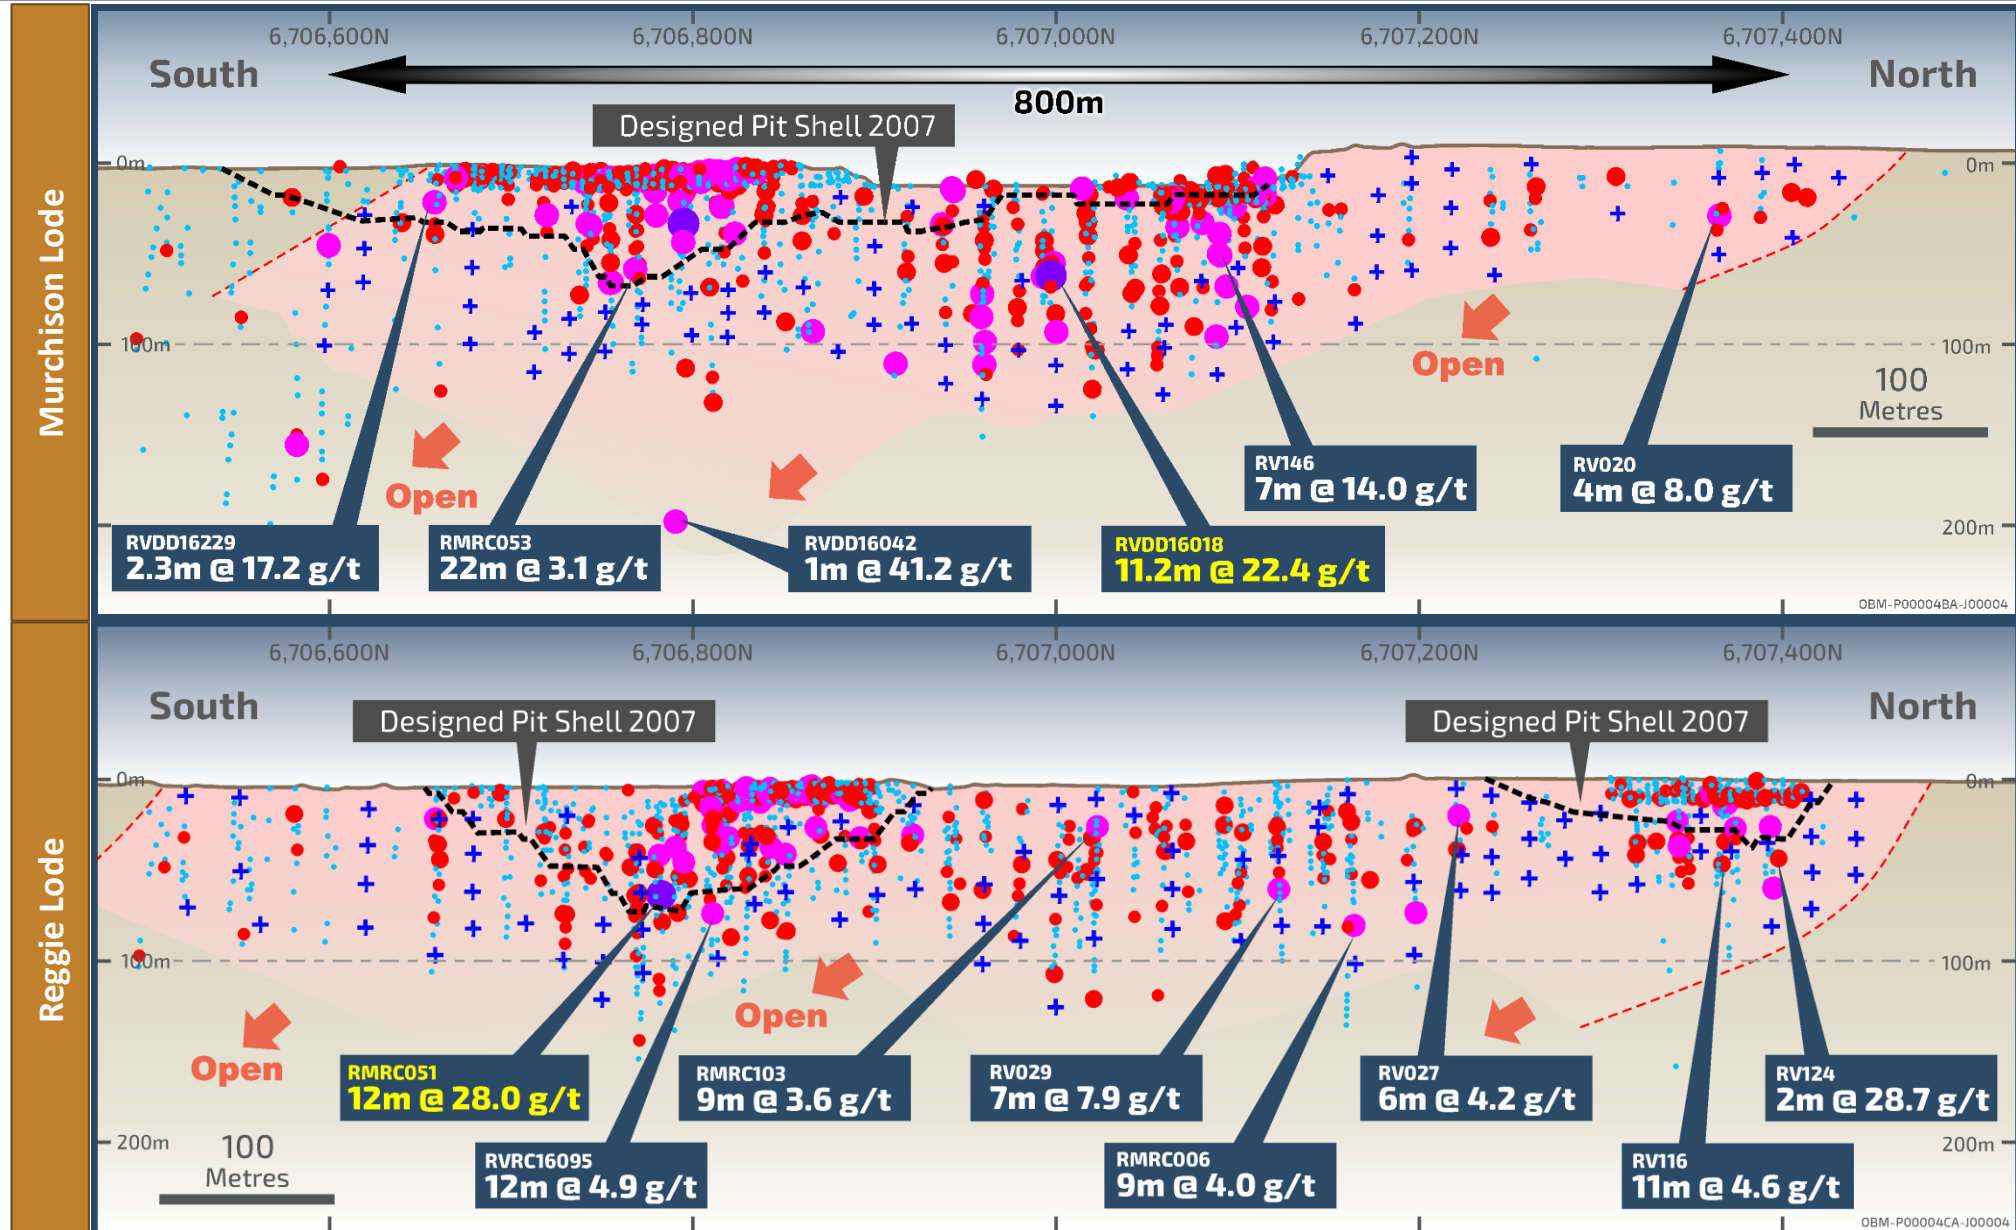 Murchison Lode
6,706,600N
6,706,800N
6,707,000N
6,707,200N
6,707,400N
South
North
800m
Designed Pit Shell 2007
0m
0m
100m
100m
Open
100
Metres
Open
RV146
7m @ 14.0 g/t
RV020
4m @ 8.0 g/t
200m
RVDD16229
2.3m @ 17.2 g/t
RMRC053
22m @ 3.1 g/t
RVDD16042
1m @ 41.2 g/t
RVDD16018
11.2m @ 22.4 g/t
OBM-P00004BA-J00004
Reggie Lode
6,706,600N
6,706,800N
6,707,000N
6,707,200N
6,707,400N
South
North
Designed Pit Shell 2007
Designed Pit Shell 2007
0m
0m
100m
100m
Open
Open
RMRC051
12m @ 28.0 g/t
RMRC103
9m @ 3.6 g/t
RV029
7m @ 7.9 g/t
RV027
6m @ 4.2 g/t
RV124
2m @ 28.7 g/t
200m
200m
100
Metres
RVRC16095
12m @ 4.9 g/t
RMRC006
9m @ 4.0 g/t
RV116
11m @ 4.6 g/t
OBM-P00004CA-J00004